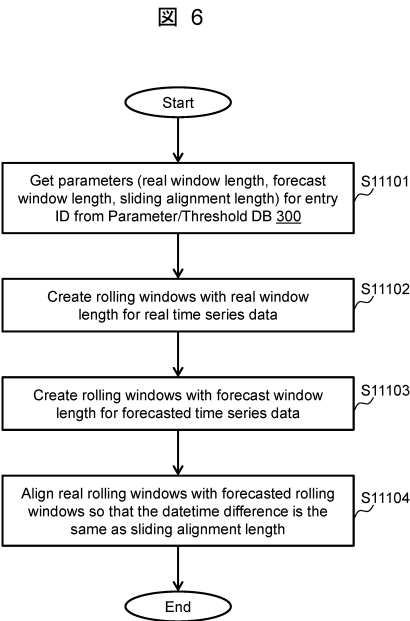 図 6
Start
Get parameters (real window length, forecast
window length, sliding alignment length) for entry
ID from Parameter/Threshold DB 300
S11101
Create rolling windows with real window
length for real time series data
S11102
Create rolling windows with forecast window
length for forecasted time series data
S11103
Align real rolling windows with forecasted rolling
windows so that the datetime difference is the
same as sliding alignment length
S11104
End